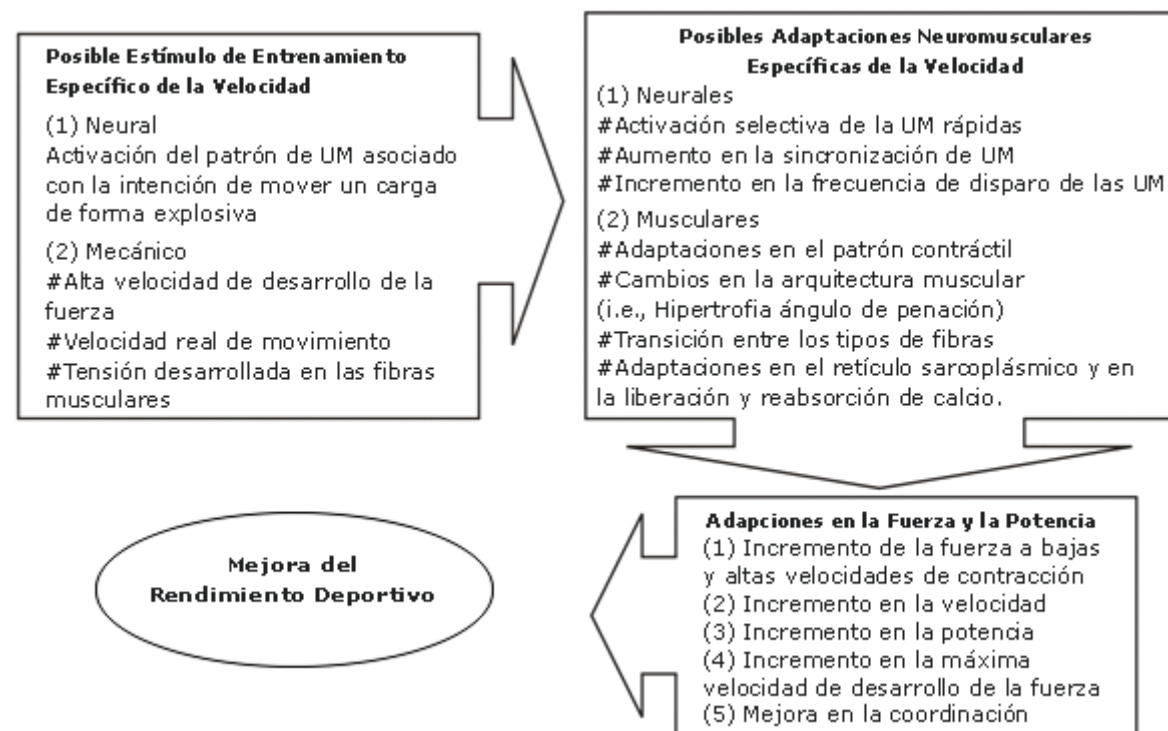 Posible Estímulo de Entrenamiento
Específico de la Velocidad
(1) Neural
Activación del patrón de UM asociado
con la intención de mover un carga
de forma explosiva
(2) Mecánico
#Alta velocidad de desarrollo de la
fuerza
#Velocidad real de movimiento
#Tensión desarrollada en las fibras
musculares
Posibles Adaptaciones Neuromusculares
Específicas de la Velocidad
(1) Neurales
#Activación selectiva de la UM rápidas
#Aumento en la sincronización de UM
#Incremento en la frecuencia de disparo de las UM
(2) Musculares
#Adaptaciones en el patrón contráctil
#Cambios en la arquitectura muscular
(i.e., Hipertrofia ángulo de penación)
#Transición entre los tipos de fibras
#Adaptaciones en el retículo sarcoplásmico y en
la liberación y reabsorción de calcio.
Adapciones en la Fuerza y la Potencia
(1) Incremento de la fuerza a bajas
y altas velocidades de contracción
(2) Incremento en la velocidad
(3) Incremento en la potencia
(4) Incremento en la máxima
velocidad de desarrollo de la fuerza
(5) Mejora en la coordinación
Mejora del
Rendimiento Deportivo